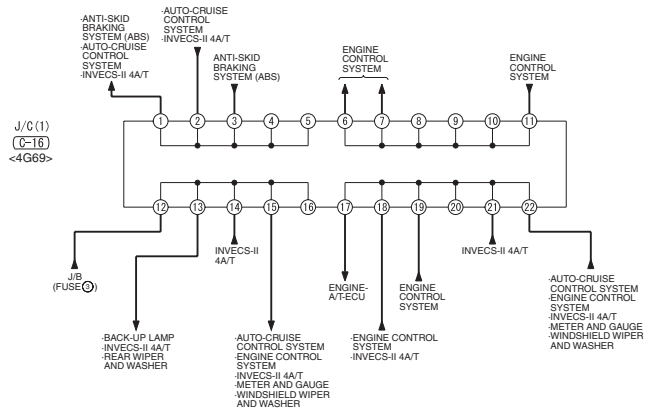 ·ANTI-SKID
BRAKING
SYSTEM (ABS)
·AUTO-CRUISE
CONTROL
SYSTEM
·INVECS-II 4A/T
·AUTO-CRUISE
CONTROL
SYSTEM
·INVECS-II 4A/T
ANTI-SKID
BRAKING
SYSTEM (ABS)
ENGINE
CONTROL
SYSTEM
ENGINE
CONTROL
SYSTEM
J/C(1)
C-16
<4G69>
1 2 3 4 5 6 7 8 9 10 11
12 13 14 15 16 17 18 19 20 21 22
J/B
(FUSE 3)
·BACK-UP LAMP
·INVECS-II 4A/T
·REAR WIPER
AND WASHER
INVECS-II
4A/T
·AUTO-CRUISE
CONTROL SYSTEM
·ENGINE CONTROL
SYSTEM
·INVECS-II 4A/T
·METER AND GAUGE
·WINDSHIELD WIPER
AND WASHER
ENGINE-
A/T-ECU
·ENGINE CONTROL
SYSTEM
·INVECS-II 4A/T
ENGINE
CONTROL
SYSTEM
INVECS-II 4A/T
·AUTO-CRUISE
CONTROL SYSTEM
·ENGINE CONTROL
SYSTEM
·INVECS-II 4A/T
·METER AND GAUGE
·WINDSHIELD WIPER
AND WASHER